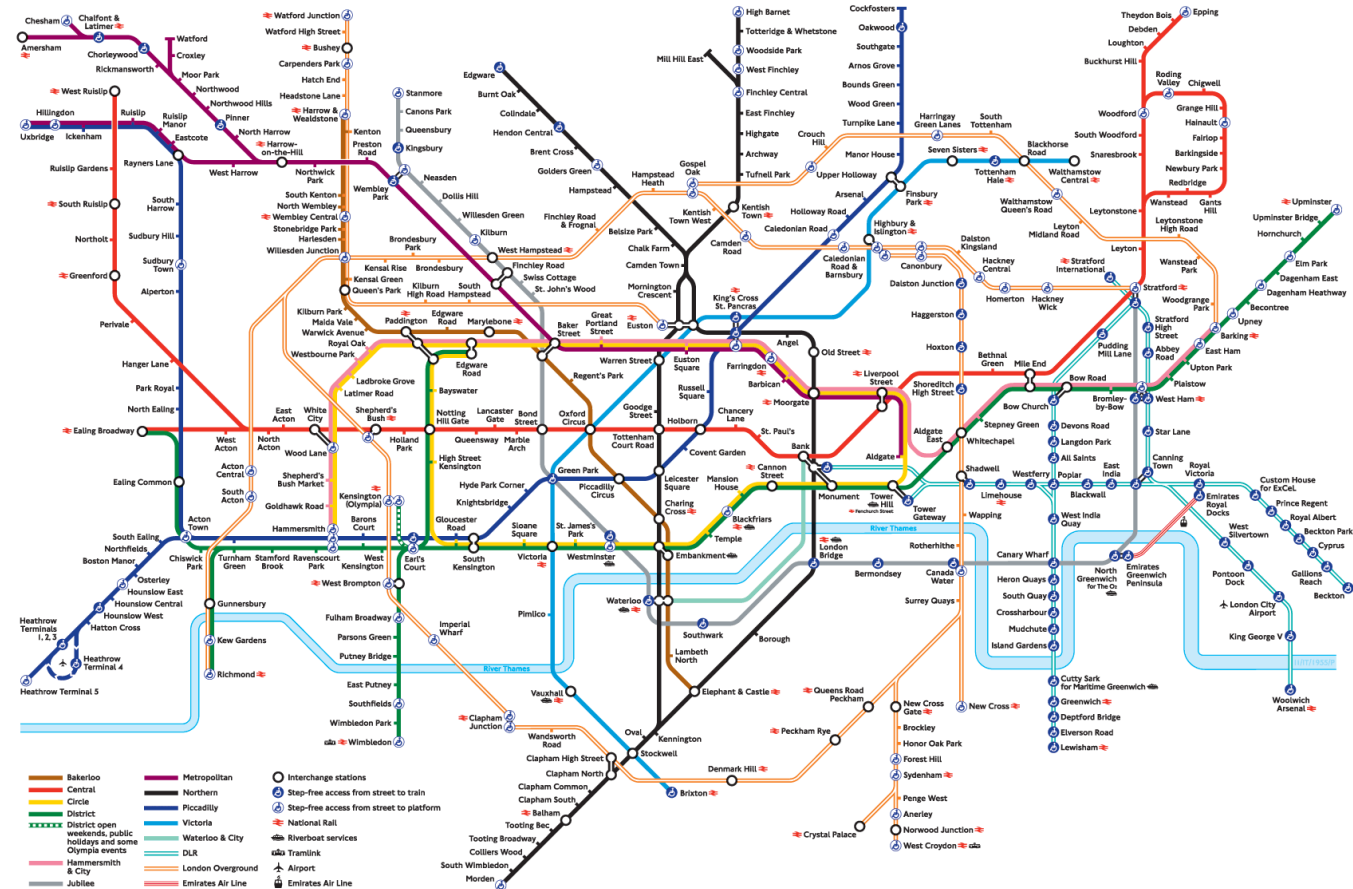 Chesham
Chalfont &
Latimer
Amersham
Chorleywood
Rickmansworth
Watford
Croxley
Moor Park
Northwood
Northwood Hills
Pinner
North Harrow
Harrow-
on-the-Hill
West Ruislip
Hillingdon
Ruislip
Ruislip
Manor
Uxbridge
Ickenham
Eastcote
Rayners Lane
West Harrow
Northwick
Park
Preston
Road
Wembley
Park
Ruislip Gardens
South Ruislip
Northolt
Greenford
Perivale
Hanger Lane
Park Royal
North Ealing
Ealing Broadway
Ealing Common
South
Harrow
Sudbury Hill
Sudbury
Town
Alperton
Watford Junction
Watford High Street
Bushey
Carpenders Park
Hatch End
Headstone Lane
Harrow &
Wealdstone
Kenton
South Kenton
North Wembley
Wembley Central
Stonebridge Park
Harlesden
Willesden Junction
Kensal Green
Queen's Park
Kilburn Park
Maida Vale
Warwick Avenue
Royal Oak
Westbourne Park
Stanmore
Canons Park
Queensbury
Kingsbury
Neasden
Dollis Hill
Willesden Green
Kilburn
West Hampstead
Finchley Road
Swiss Cottage
St. John's Wood
Edgware
Burnt Oak
Colindale
Hendon Central
Brent Cross
Golders Green
Hampstead
Belsize Park
Chalk Farm
Camden Town
Mornington
Crescent
Euston
High Barnet
Totteridge & Whetstone
Woodside Park
Mill Hill East
West Finchley
Finchley Central
East Finchley
Highgate
Archway
Tufnell Park
Kentish
Town
Cockfosters
Oakwood
Southgate
Arnos Grove
Bounds Green
Wood Green
Turnpike Lane
Manor House
Arsenal
Holloway Road
Caledonian Road
Finsbury
Park
Seven Sisters
Tottenham
Hale
Blackhorse
Road
Walthamstow
Central
Harringay
Green Lanes
South
Tottenham
Crouch
Hill
Upper Holloway
Gospel
Oak
Hampstead
Heath
Finchley Road
& Frognal
Kentish
Town West
Camden
Road
Caledonian
Road &
Barnsbury
Highbury &
Islington
Canonbury
Dalston
Kingsland
Hackney
Central
Homerton
Hackney
Wick
Walthamstow
Queen's Road
Leyton
Midland Road
Leytonstone
High Road
Wanstead
Park
Woodgrange
Park
Brondesbury
Park
Kensal Rise
Brondesbury
Kilburn
High Road
South
Hampstead
Epping
Theydon Bois
Debden
Loughton
Buckhurst Hill
Roding
Valley
Chigwell
Grange Hill
Hainault
Fairlop
Barkingside
Newbury Park
Redbridge
Gants
Hill
Wanstead
Woodford
South Woodford
Snaresbrook
Leytonstone
Leyton
Stratford
International
Stratford
Upminster
Upminster Bridge
Hornchurch
Elm Park
Dagenham East
Dagenham Heathway
Becontree
Upney
Barking
East Ham
Upton Park
Plaistow
West Ham
Bromley-
by-Bow
Bow Road
Bow Church
Mile End
Stepney Green
Whitechapel
Bethnal
Green
Stratford
High
Street
Abbey
Road
Pudding
Mill Lane
Star Lane
Canning
Town
Devons Road
Langdon Park
All Saints
Poplar
East
India
Blackwall
Westferry
Limehouse
Shadwell
Royal
Victoria
Custom House
for ExCeL
Prince Regent
Royal Albert
Beckton Park
Cyprus
Gallions
Reach
Beckton
Emirates
Royal
Docks
Emirates
Greenwich
Peninsula
West
Silvertown
Pontoon
Dock
London City
Airport
King George V
Woolwich
Arsenal
West India
Quay
Canary Wharf
Heron Quays
South Quay
Crossharbour
Mudchute
Island Gardens
Cutty Sark
for Maritime Greenwich
Greenwich
Deptford Bridge
Elverson Road
Lewisham
North
Greenwich
for The O2
Dalston Junction
Haggerston
Hoxton
Shoreditch
High Street
Wapping
Rotherhithe
Canada
Water
Surrey Quays
New Cross
New Cross
Gate
Brockley
Honor Oak Park
Forest Hill
Sydenham
Penge West
Anerley
Norwood Junction
West Croydon
Crystal Palace
Queens Road
Peckham
Peckham Rye
Denmark Hill
Paddington
Edgware
Road
Marylebone
Baker
Street
Great
Portland
Street
Euston
Square
Warren Street
King's Cross
St. Pancras
Farringdon
Barbican
Moorgate
Liverpool
Street
Aldgate
East
Aldgate
Angel
Old Street
Edgware
Road
Bayswater
Regent's Park
Russell
Square
Goodge
Street
Ladbroke Grove
Latimer Road
White
City
Wood Lane
Shepherd's
Bush
Holland
Park
Notting
Hill Gate
Queensway
Lancaster
Gate
Marble
Arch
Bond
Street
Oxford
Circus
Tottenham
Court Road
Holborn
Chancery
Lane
St. Paul's
Bank
East
Acton
West
Acton
North
Acton
Acton
Central
South
Acton
Shepherd's
Bush Market
Goldhawk Road
Hammersmith
Kensington
(Olympia)
High Street
Kensington
Hyde Park Corner
Knightsbridge
Green Park
Piccadilly
Circus
Leicester
Square
Covent Garden
Charing
Cross
Cannon
Street
Mansion
House
Blackfriars
Temple
Monument
Tower
Hill
Fenchurch Street
Tower
Gateway
Acton
Town
South Ealing
Northfields
Boston Manor
Osterley
Hounslow East
Hounslow Central
Hounslow West
Hatton Cross
Heathrow
Terminals
1, 2, 3
Heathrow
Terminal 4
Heathrow Terminal 5
Chiswick
Park
Turnham
Green
Stamford
Brook
Ravenscourt
Park
Barons
Court
West
Kensington
Earl's
Court
Gloucester
Road
South
Kensington
Sloane
Square
Victoria
St. James's
Park
Westminster
Embankment
Waterloo
Southwark
London
Bridge
Bermondsey
Borough
Lambeth
North
Elephant & Castle
Gunnersbury
Kew Gardens
Richmond
West Brompton
Fulham Broadway
Parsons Green
Putney Bridge
East Putney
Southfields
Wimbledon Park
Wimbledon
Imperial
Wharf
Clapham
Junction
Wandsworth
Road
Pimlico
Vauxhall
Brixton
Oval
Kennington
Stockwell
Clapham High Street
Clapham North
Clapham Common
Clapham South
Balham
Tooting Bec
Tooting Broadway
Colliers Wood
South Wimbledon
Morden
River Thames
River Thames
Bakerloo
Central
Circle
District
District open
weekends, public
holidays and some
Olympia events
Hammersmith
& City
Jubilee
Metropolitan
Northern
Piccadilly
Victoria
Waterloo & City
DLR
London Overground
Emirates Air Line
Interchange stations
Step-free access from street to train
Step-free access from street to platform
National Rail
Riverboat services
Tramlink
Airport
Emirates Air Line